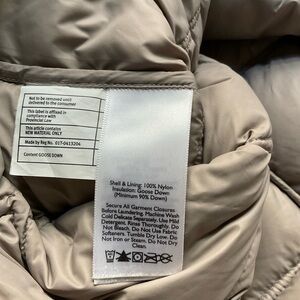 Not to be removed until
delivered to the consumer
This label is affixed in
compliance with
Provincial Law
This article contains
NEW MATERIAL ONLY
Made by Reg No. 017-0413204
Content GOOSE DOWN
Shell & Lining: 100% Nylon
Insulation: Goose Down
(Minimum 90% Down)
Secure All Garment Closures
Before Laundering. Machine Wash
Cold Delicate Separately. Use Mild
Detergent. Rinse Thoroughly. Do
Not Bleach. Do Not Use Fabric
Softeners. Tumble Dry Low. Do
Not Iron or Steam. Do Not Dry
Clean.